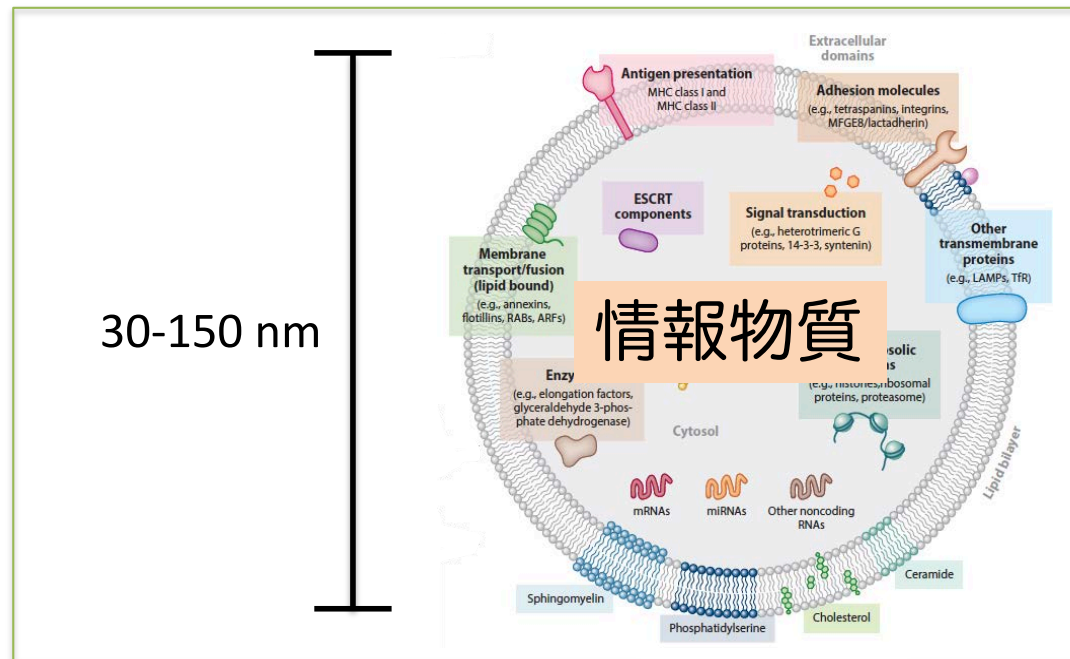 Extracellular
domains
Antigen presentation
MHC class I and
MHC class II
Adhesion molecules
(e.g., tetraspanins, integrins,
MFGE8/lactadherin)
ESCRT
components
Signal transduction
(e.g., heterotrimeric G
proteins, 14-3-3, syntenin)
Other
transmembrane
proteins
(e.g., LAMPs, TfR)
Membrane
transport/fusion
(lipid bound)
(e.g., annexins,
flotillins, RABs, ARFs)
30-150 nm
情報物質
(e.g., histones,ribosomal
proteins, proteasome)
(e.g., elongation factors,
glyceraldehyde 3-phos-
phate dehydrogenase)
Cytosol
Lipid bilayer
mRNAs
miRNAs
Other noncoding
RNAs
Ceramide
Sphingomyelin
Cholesterol
Phosphatidylserine